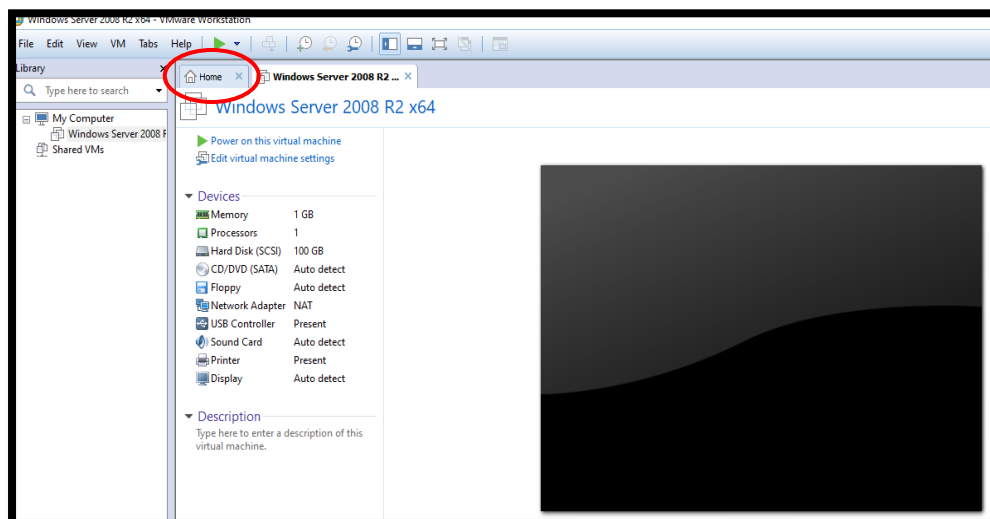 Windows Server 2008 R2 x64 - VMware Workstation
File Edit View VM Tabs Help
Library
Home
Windows Server 2008 R2 ...
Type here to search
Windows Server 2008 R2 x64
My Computer
Windows Server 2008 R
Shared VMs
Power on this virtual machine
Edit virtual machine settings
Devices
Memory 1 GB
Processors 1
Hard Disk (SCSI) 100 GB
CD/DVD (SATA) Auto detect
Floppy Auto detect
Network Adapter NAT
USB Controller Present
Sound Card Auto detect
Printer Present
Display Auto detect
Description
Type here to enter a description of this
virtual machine.